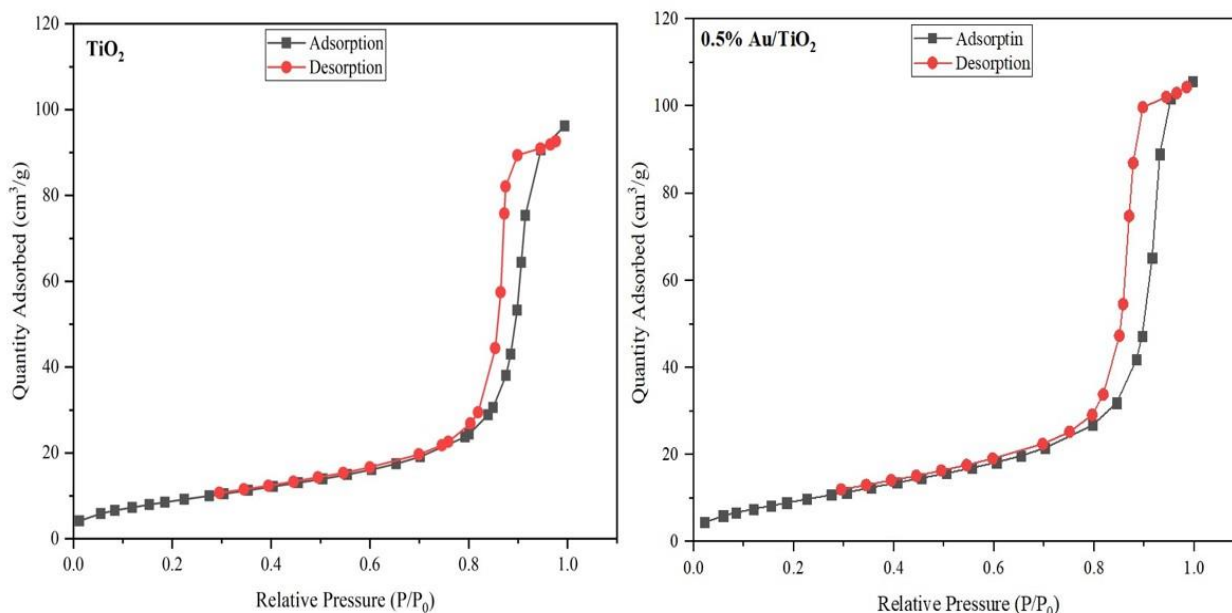 TiO₂
Adsorption
Desorption
Quantity Adsorbed (cm³/g)
120
100
80
60
40
20
0
0.0 0.2 0.4 0.6 0.8 1.0
Relative Pressure (P/P₀)
0.5% Au/TiO₂
Adsorptin
Desorption
Quantity Adsorbed (cm³/g)
120
100
80
60
40
20
0
0.0 0.2 0.4 0.6 0.8 1.0
Relative Pressure (P/P₀)